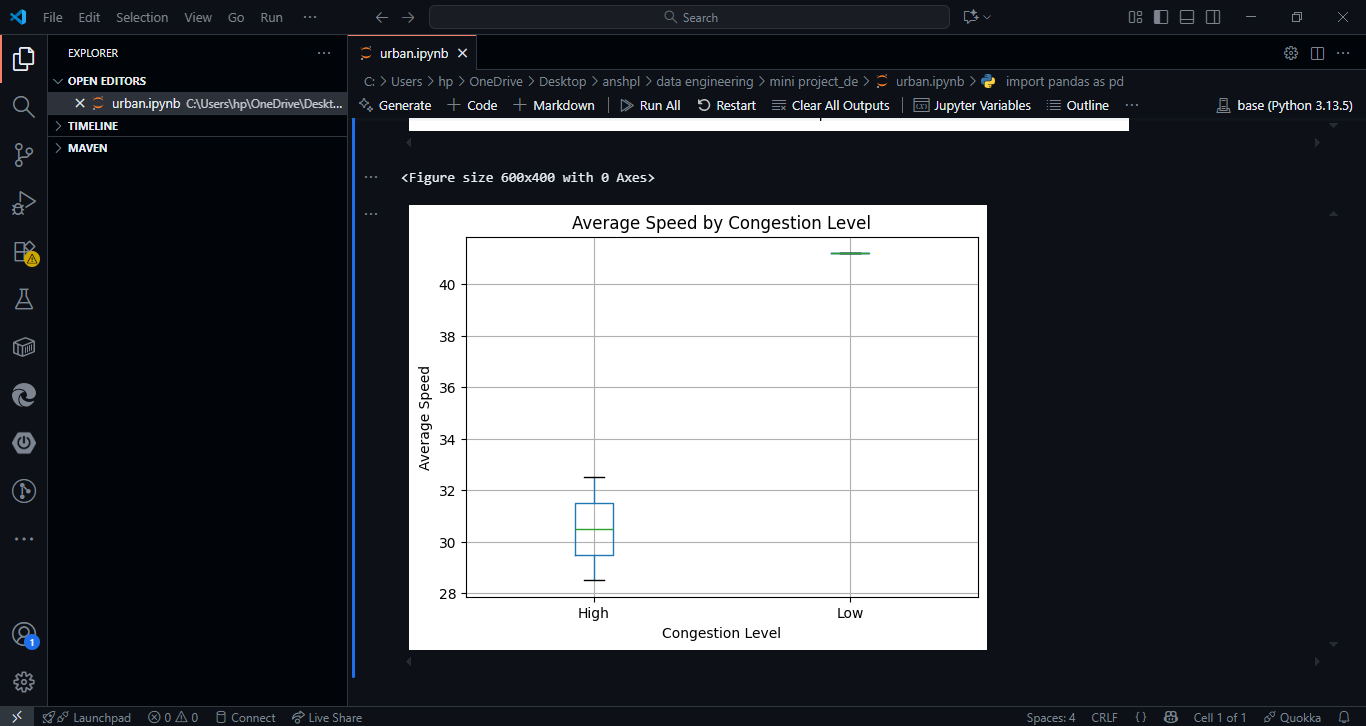 File Edit Selection View Go Run ··· Search
EXPLORER ···
OPEN EDITORS
urban.ipynb C:\Users\hp\OneDrive\Deskt...
TIMELINE
MAVEN
urban.ipynb
C: > Users > hp > OneDrive > Desktop > anshpl > data engineering > mini project_de > urban.ipynb > import pandas as pd
Generate + Code + Markdown Run All Restart Clear All Outputs Jupyter Variables Outline ··· base (Python 3.13.5)
<Figure size 600x400 with 0 Axes>
Average Speed by Congestion Level
40
38
36
34
32
30
28
Average Speed
High Low
Congestion Level
1
Launchpad 0 0 Connect Live Share Spaces: 4 CRLF {} Cell 1 of 1 Quokka